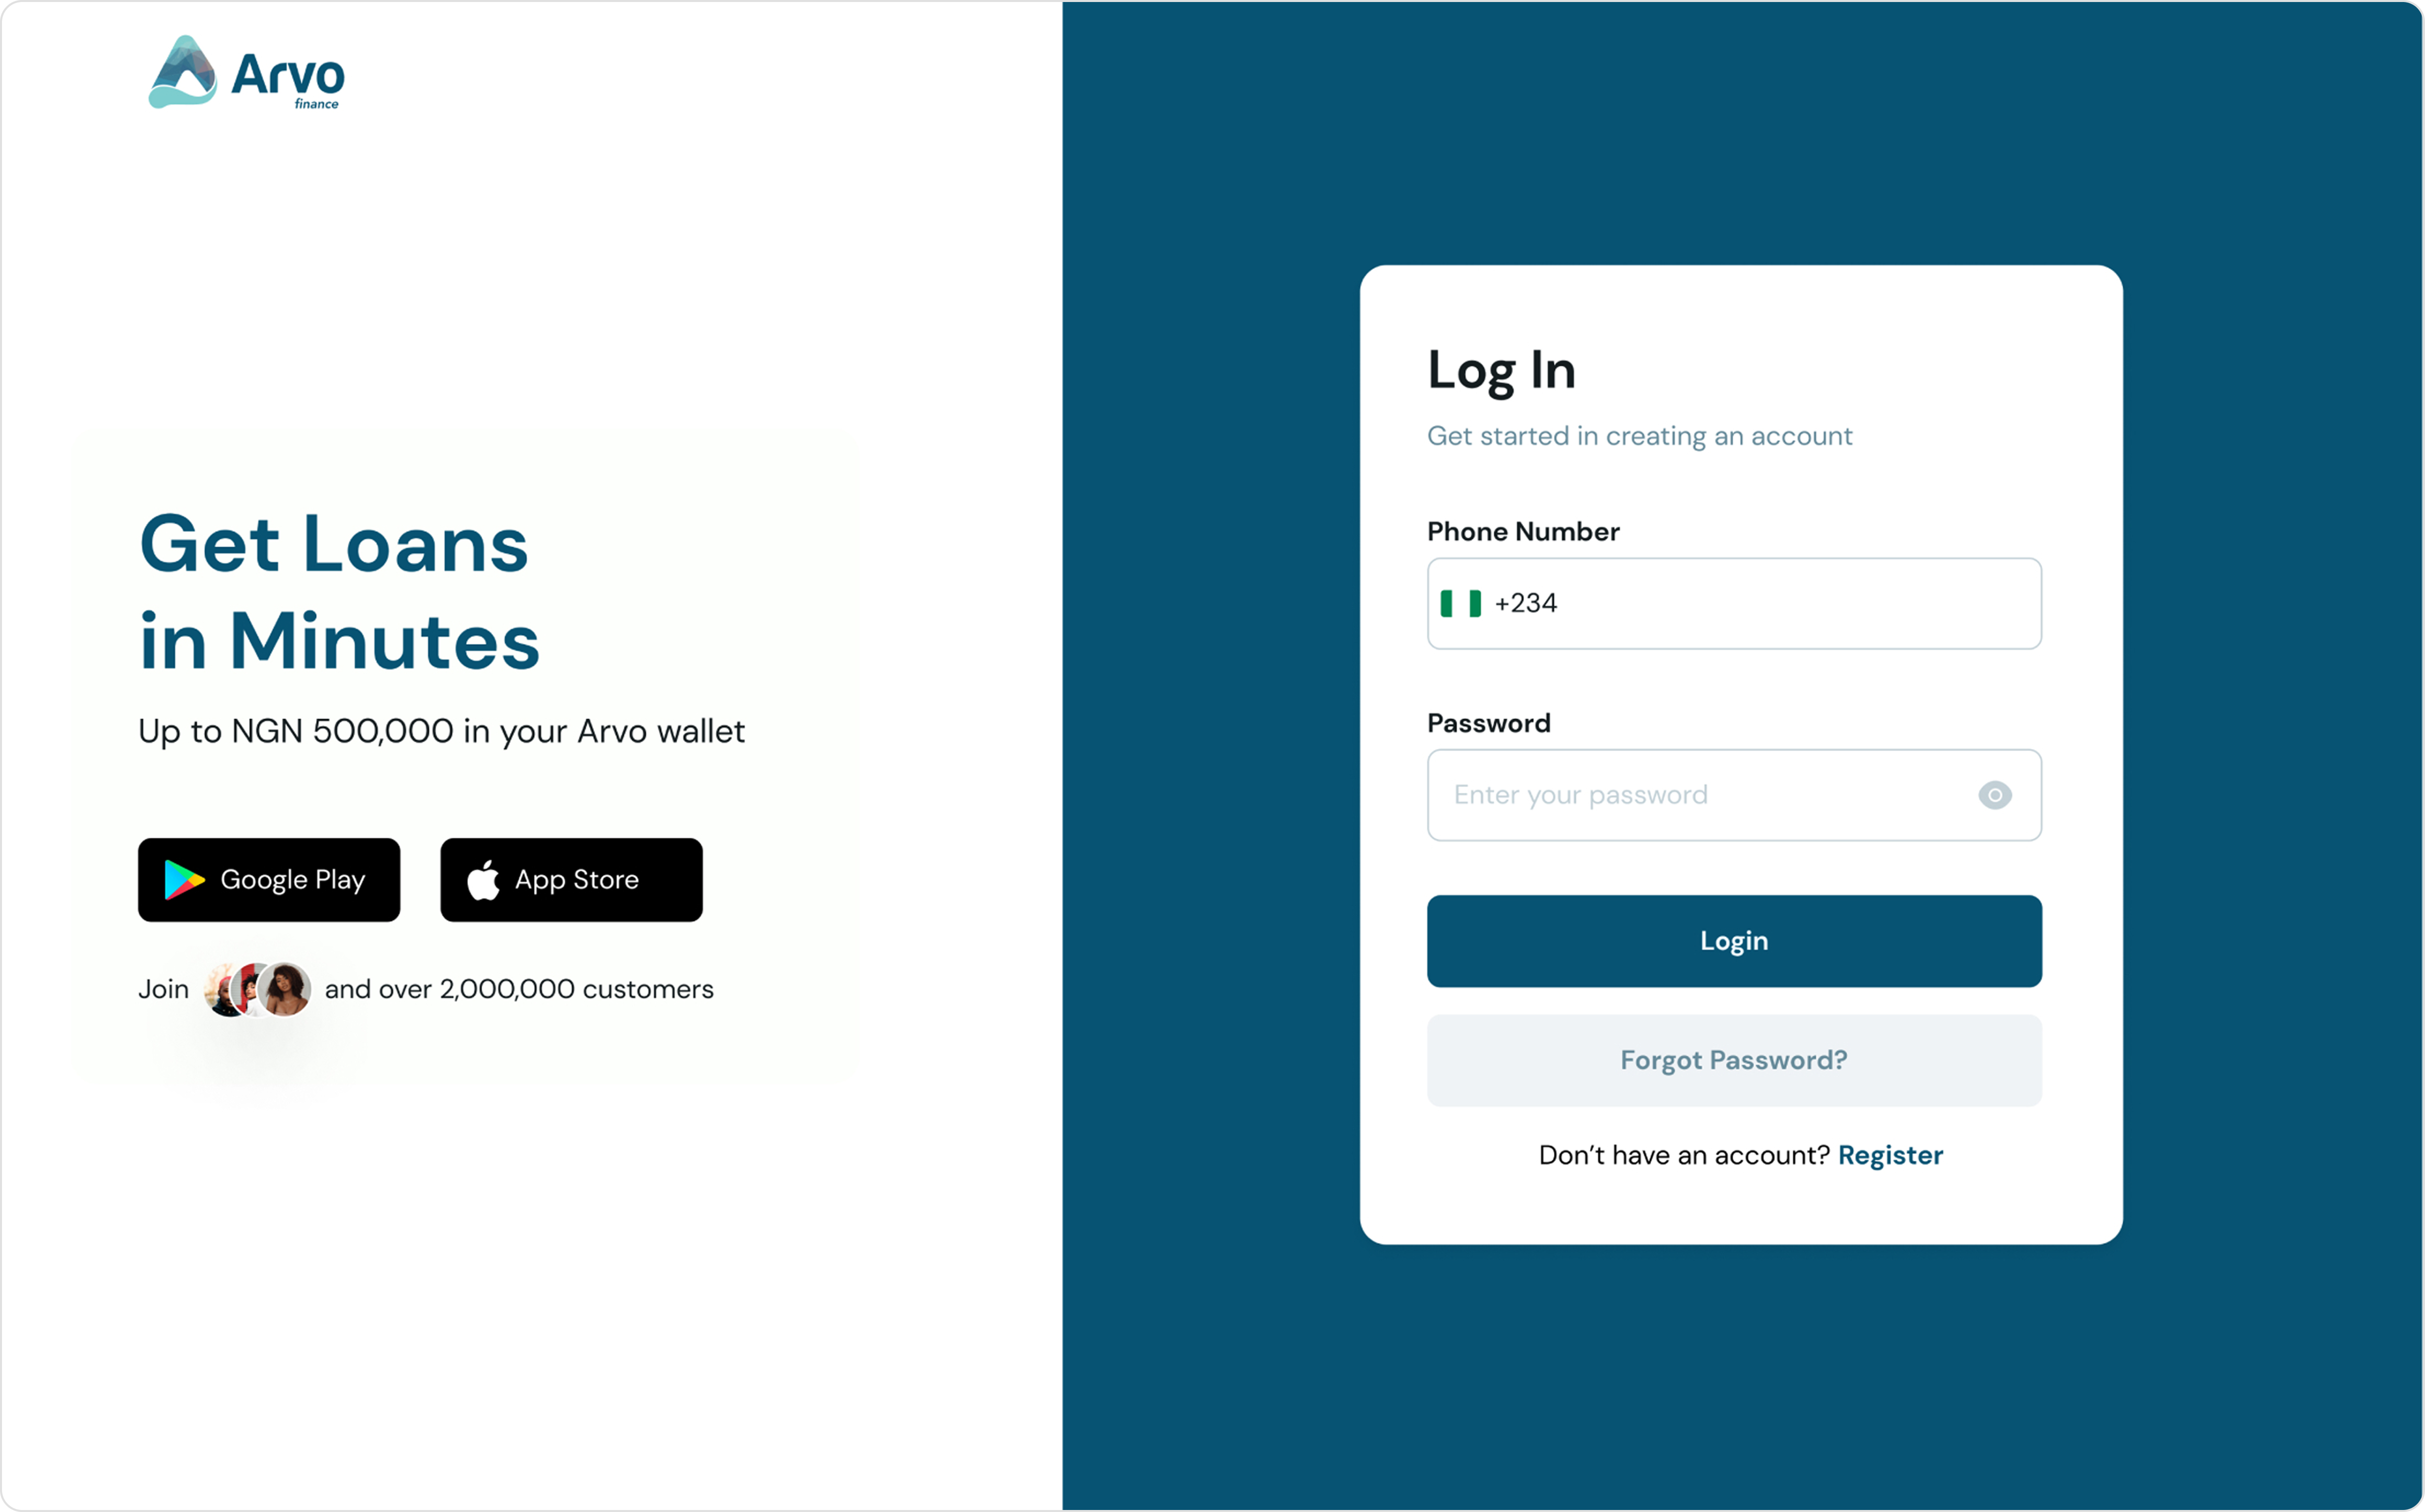 Arvo
finance
Get Loans
in Minutes
Up to NGN 500,000 in your Arvo wallet
Google Play
App Store
Join and over 2,000,000 customers
Log In
Get started in creating an account
Phone Number
+234
Password
Enter your password
Login
Forgot Password?
Don’t have an account? Register